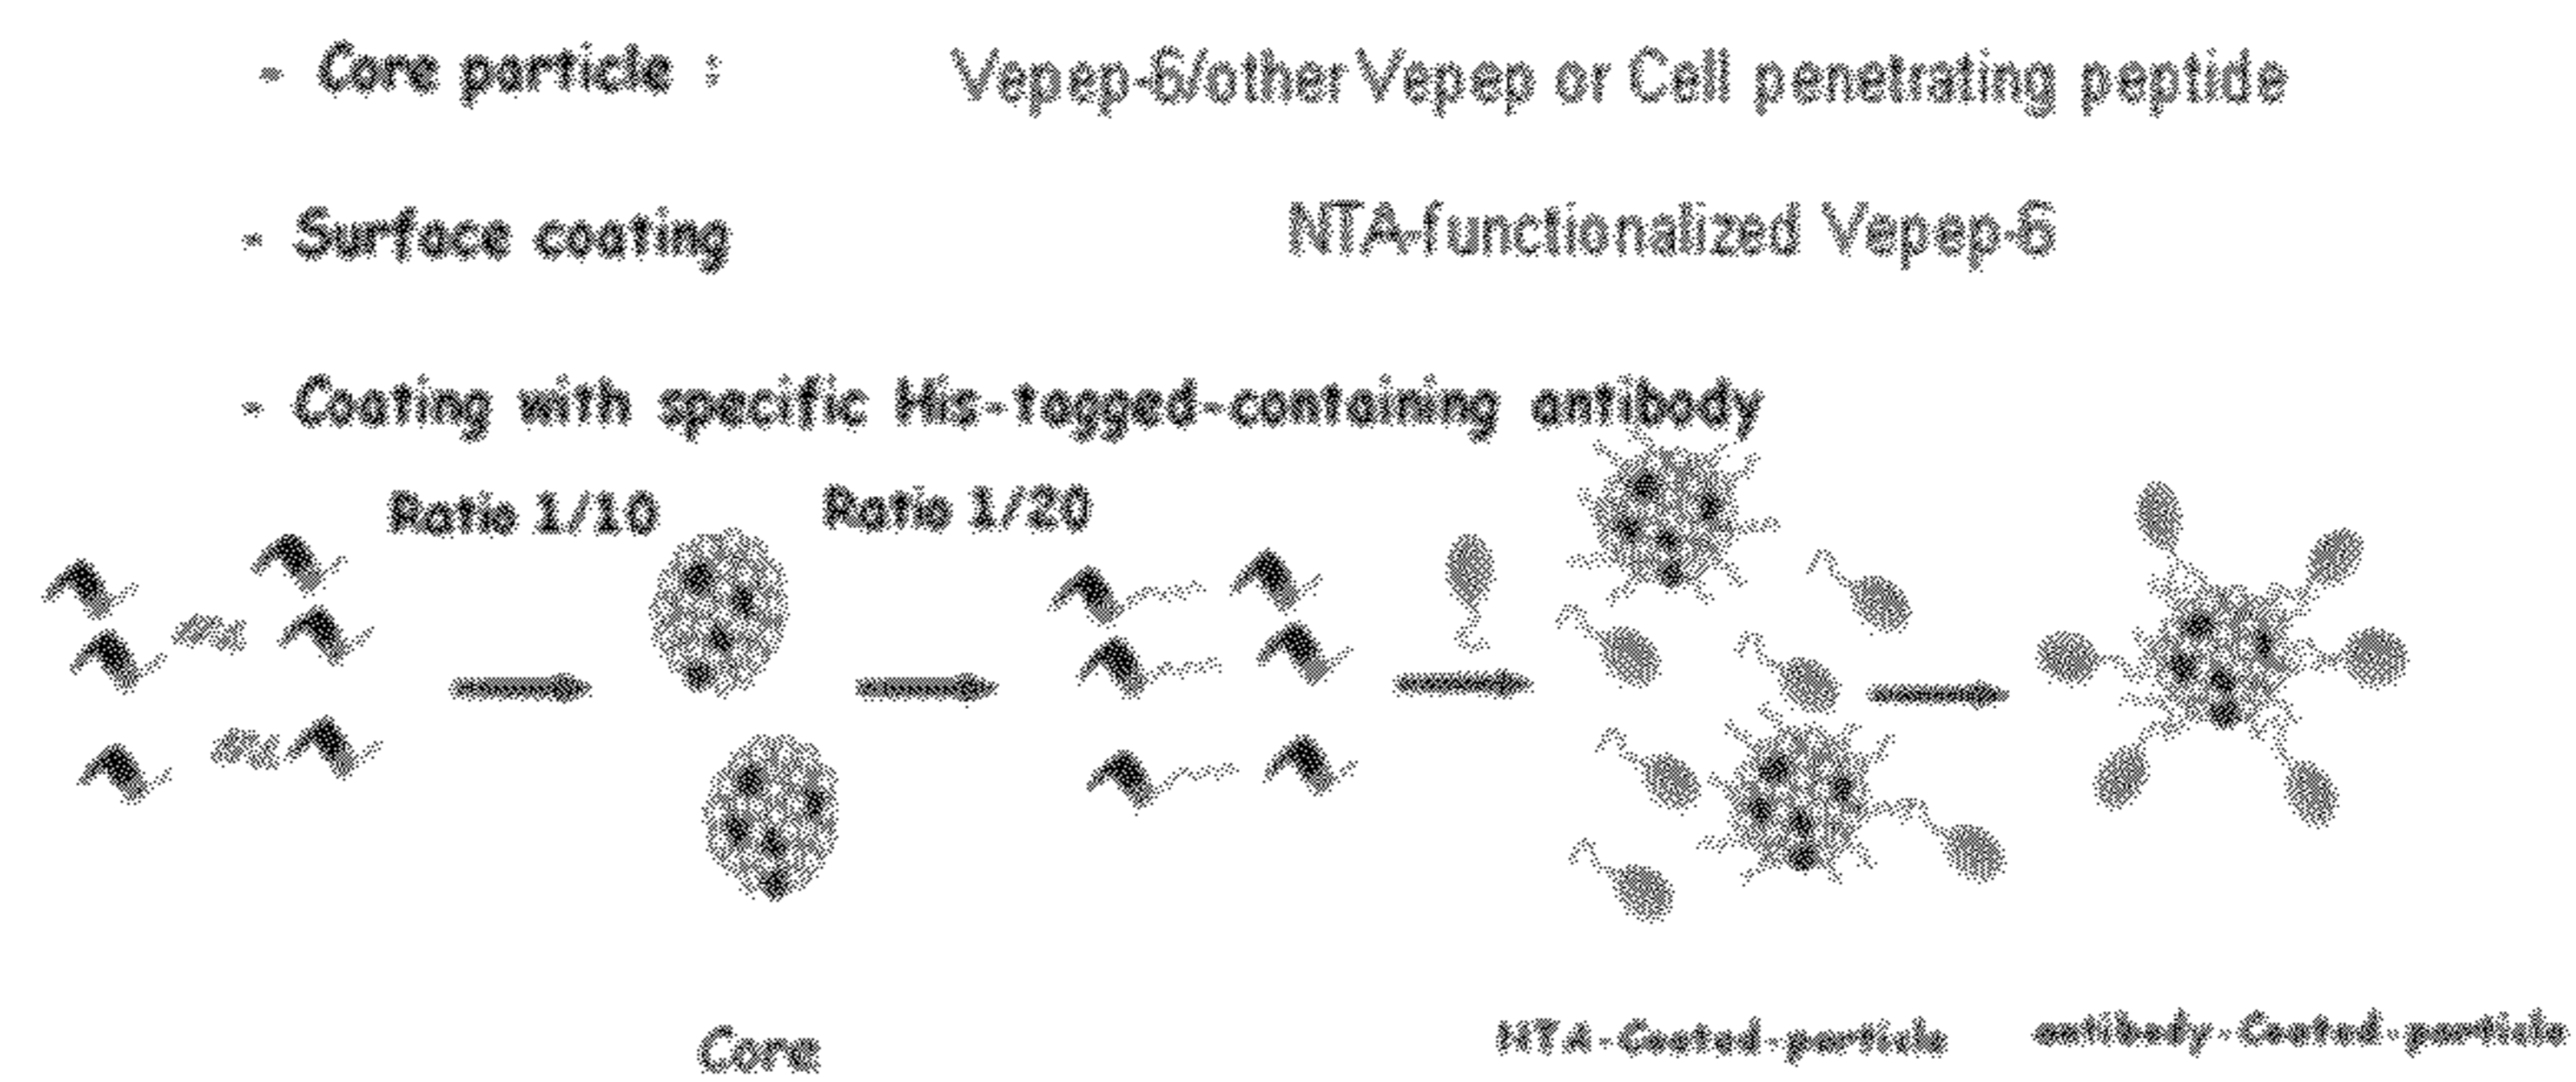 - Core particle : Vepep-6/other Vepep or Cell penetrating peptide
- Surface coating NTA-functionalized Vepep-6
- Coating with specific His-tagged-containing antibody
Ratio 1/10 Ratio 1/20
Core NTA-Coated-particle antibody-Coated-particle